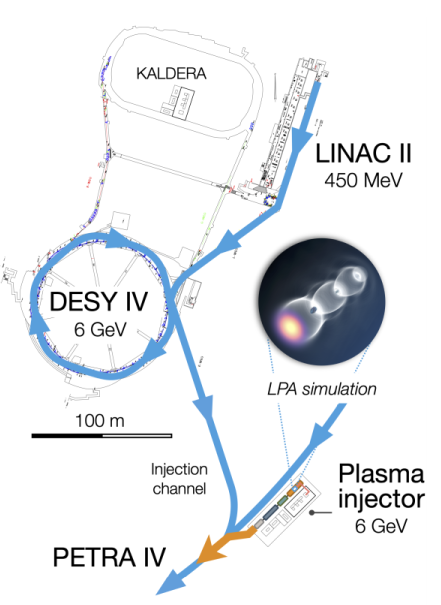 KALDERA
LINAC II
450 MeV
DESY IV
6 GeV
LPA simulation
100 m
Injection
channel
Plasma
injector
6 GeV
PETRA IV